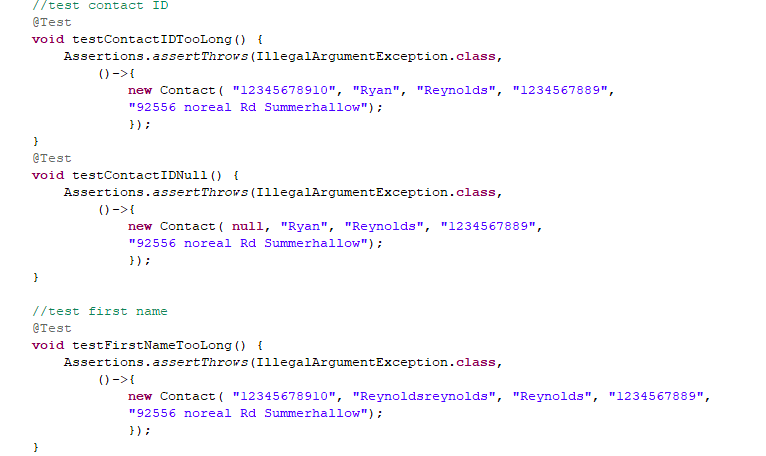 //test contact ID
@Test
void testContactIDTooLong() {
Assertions.assertThrows(IllegalArgumentException.class,
()->{
new Contact( "12345678910", "Ryan", "Reynolds", "1234567889",
"92556 noreal Rd Summerhallow");
});
}
@Test
void testContactIDNull() {
Assertions.assertThrows(IllegalArgumentException.class,
()->{
new Contact( null, "Ryan", "Reynolds", "1234567889",
"92556 noreal Rd Summerhallow");
});
}
//test first name
@Test
void testFirstNameTooLong() {
Assertions.assertThrows(IllegalArgumentException.class,
()->{
new Contact( "12345678910", "Reynoldsreynolds", "Reynolds", "1234567889",
"92556 noreal Rd Summerhallow");
});
}